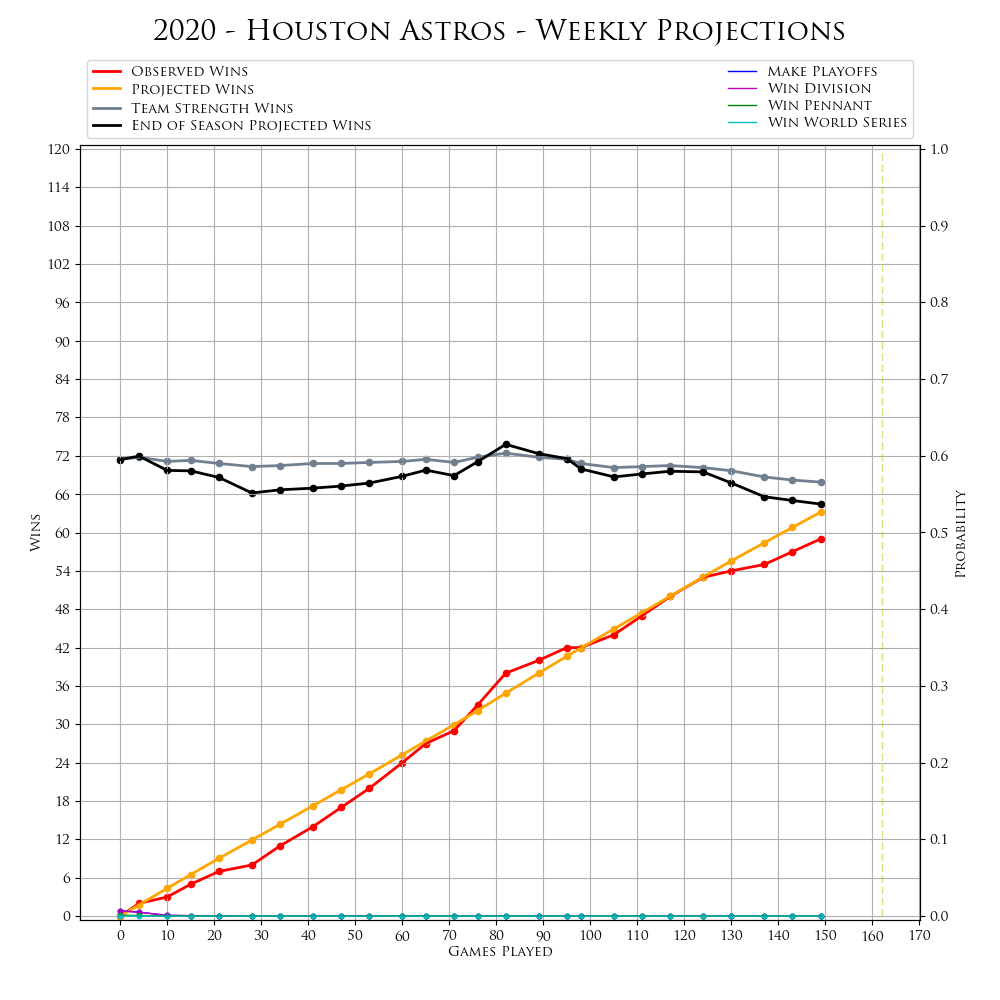 2020 - Houston Astros - Weekly Projections
Observed Wins
Projected Wins
Team Strength Wins
End of Season Projected Wins
Make Playoffs
Win Division
Win Pennant
Win World Series
120
114
108
102
96
90
84
78
72
66
60
54
48
42
36
30
24
18
12
6
0
Wins
1.0
0.9
0.8
0.7
0.6
0.5
0.4
0.3
0.2
0.1
0.0
Probability
0 10 20 30 40 50 60 70 80 90 100 110 120 130 140 150 160 170
Games Played